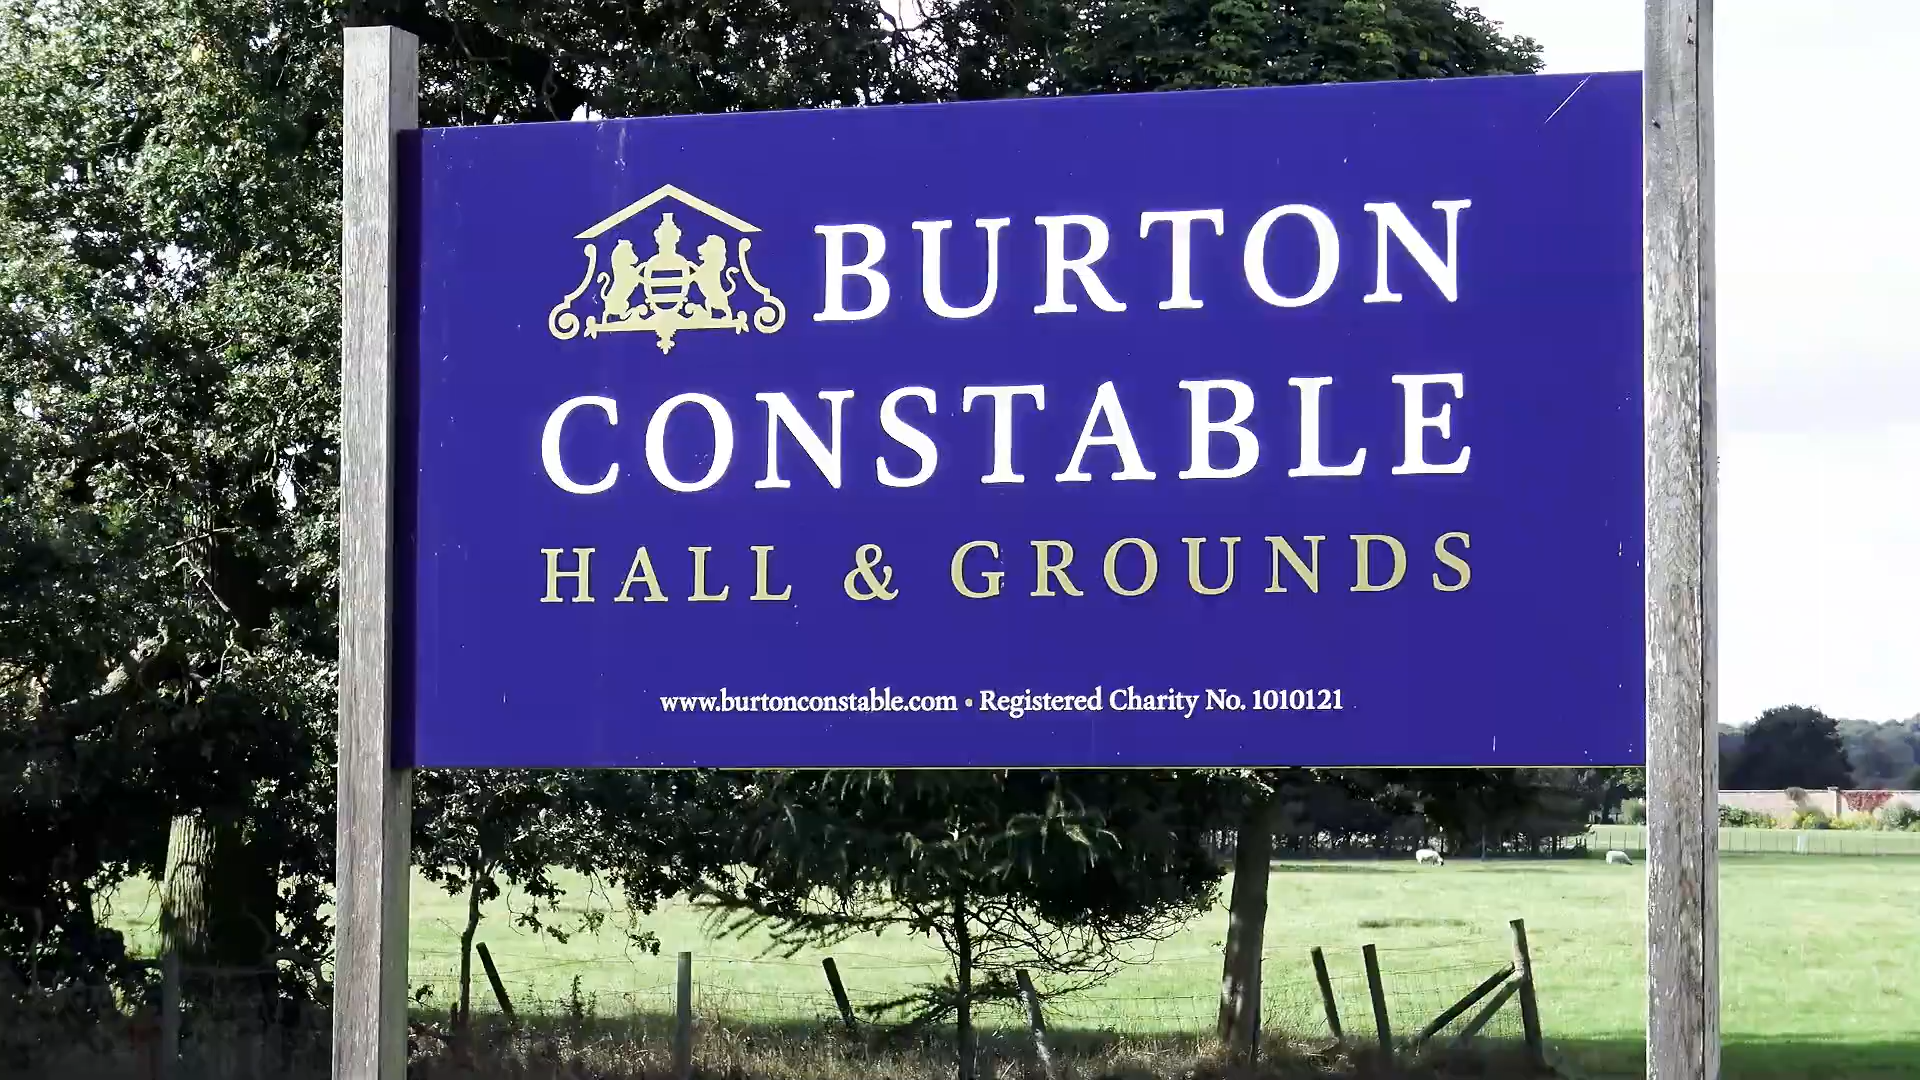 BURTON
CONSTABLE
HALL & GROUNDS
www.burtonconstable.com • Registered Charity No. 1010121